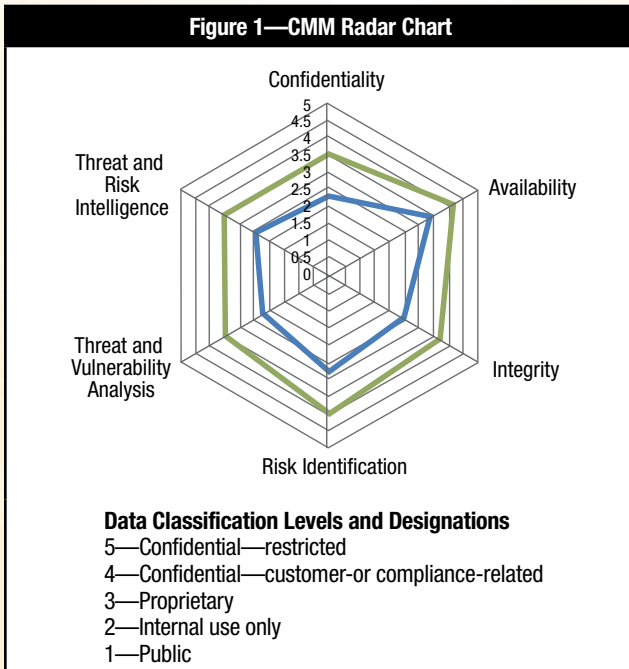 Figure 1—CMM Radar Chart
Confidentiality
5
4.5
4
3.5
3
2.5
2
1.5
1
0.5
0
Threat and
Risk
Intelligence
Availability
Threat and
Vulnerability
Analysis
Integrity
Risk Identification
Data Classification Levels and Designations
5—Confidential—restricted
4—Confidential—customer-or compliance-related
3—Proprietary
2—Internal use only
1—Public